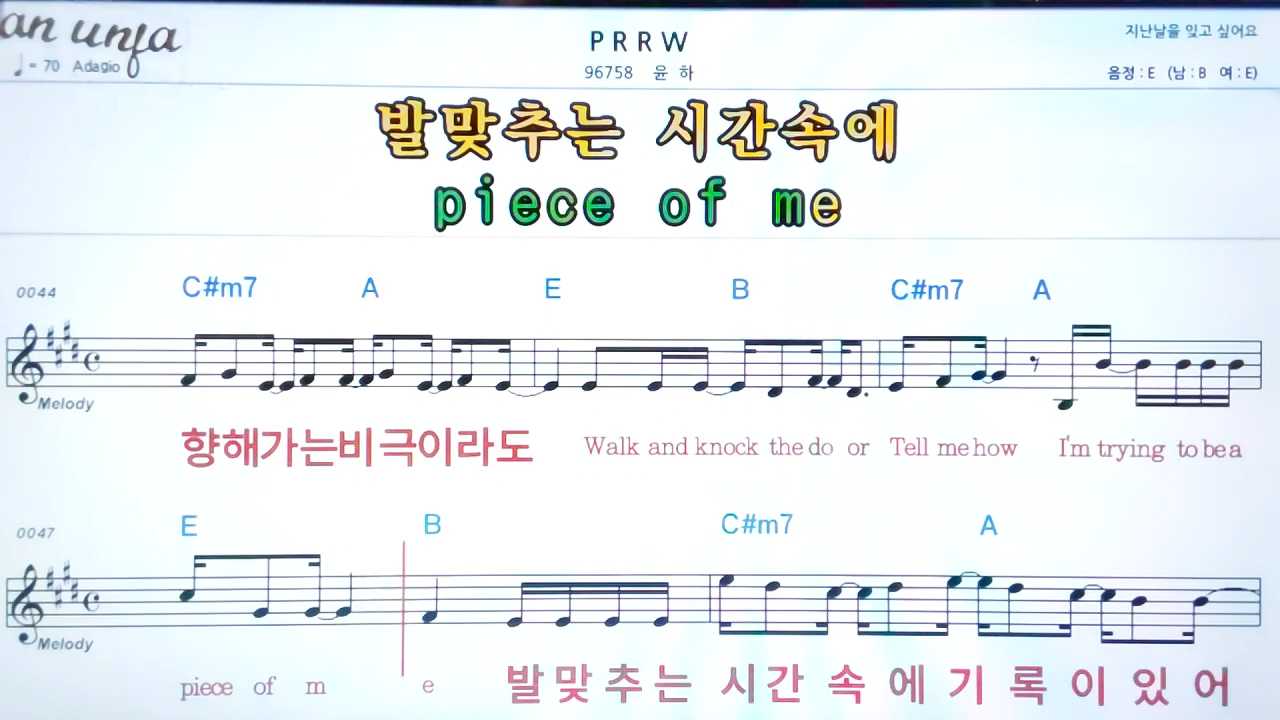 an unfa
♩= 70 Adagio
PRRW
96758 윤 하
지난날을 잊고 싶어요
음정 : E (남 : B 여 : E)
발맞추는 시간속에
piece of me
0044 C#m7 A E B C#m7 A
Melody
향해가는비극이라도 Walk and knock the do or Tell me how I'm trying to be a
0047 E B C#m7 A
Melody
piece of m e 발맞추는 시간 속 에 기 록 이 있 어